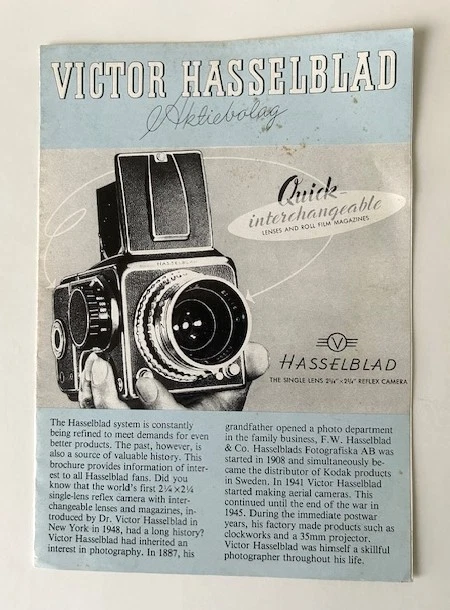 VICTOR HASSELBLAD
Aktiebolag
Quick-
interchangeable
LENSES AND ROLL FILM MAGAZINES
HASSELBLAD
V
HASSELBLAD
THE SINGLE LENS 2¼" × 2¼" REFLEX CAMERA
The Hasselblad system is constantly
being refined to meet demands for even
better products. The past, however, is
also a source of valuable history. This
brochure provides information of inter-
est to all Hasselblad fans. Did you
know that the world's first 2¼×2¼
single-lens reflex camera with inter-
changeable lenses and magazines, in-
troduced by Dr. Victor Hasselblad in
New York in 1948, had a long history?
Victor Hasselblad had inherited an
interest in photography. In 1887, his
grandfather opened a photo department
in the family business, F.W. Hasselblad
& Co. Hasselblads Fotografiska AB was
started in 1908 and simultaneously be-
came the distributor of Kodak products
in Sweden. In 1941 Victor Hasselblad
started making aerial cameras. This
continued until the end of the war in
1945. During the immediate postwar
years, his factory made products such as
clockworks and a 35mm projector.
Victor Hasselblad was himself a skillful
photographer throughout his life.